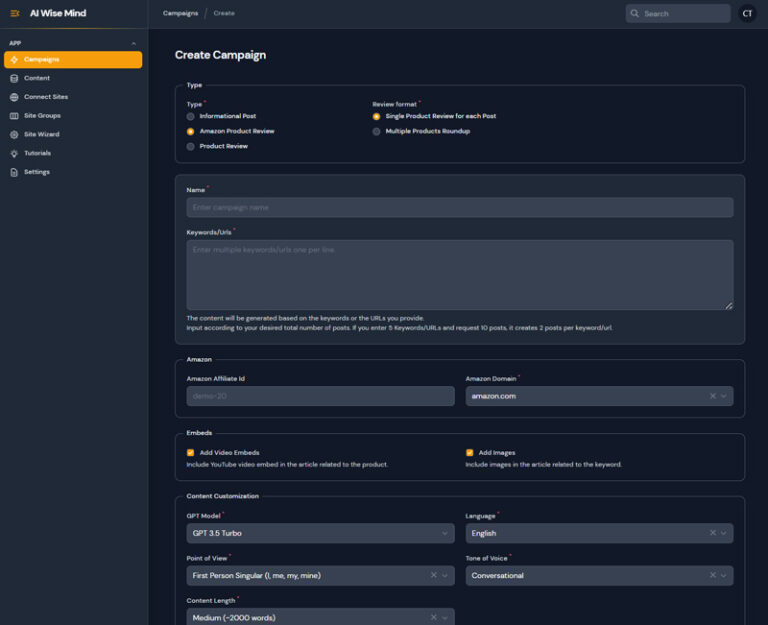 AI Wise Mind
Campaigns / Create
Search
CT
APP
Campaigns
Content
Connect Sites
Site Groups
Site Wizard
Tutorials
Settings
Create Campaign
Type
Type *
Review format *
Informational Post
Single Product Review for each Post
Amazon Product Review
Multiple Products Roundup
Product Review
Name *
Enter campaign name
Keywords/Urls *
Enter multiple keywords/urls one per line
The content will be generated based on the keywords or the URLs you provide.
Input according to your desired total number of posts. If you enter 5 Keywords/URLs and request 10 posts, it creates 2 posts per keyword/url.
Amazon
Amazon Affiliate Id
Amazon Domain *
demo-20
amazon.com
Embeds
Add Video Embeds
Add Images
Include YouTube video embed in the article related to the product.
Include images in the article related to the keyword.
Content Customization
GPT Model *
Language *
GPT 3.5 Turbo
English
Point of View *
Tone of Voice *
First Person Singular (I, me, my, mine)
Conversational
Content Length *
Medium (~2000 words)